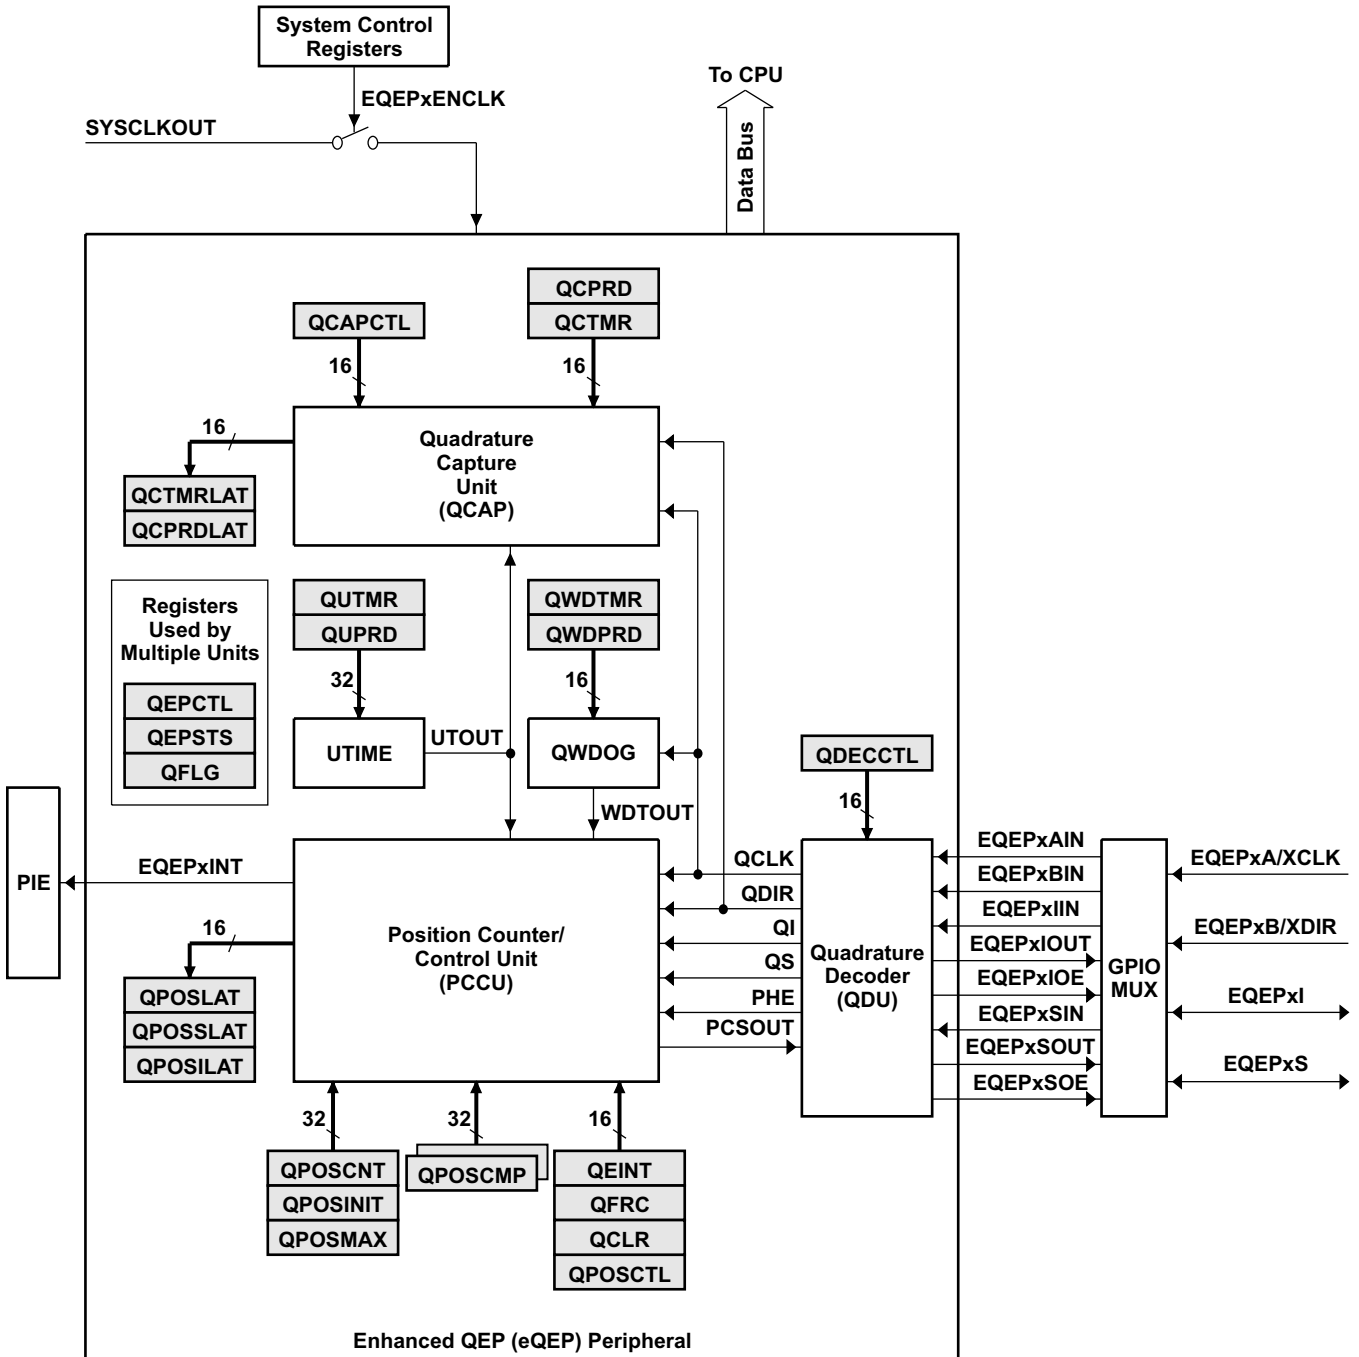 System Control
Registers
To CPU
EQEPxENCLK
SYSCLKOUT
Data Bus
QCPRD
QCAPCTL
QCTMR
16
16
16
Quadrature
Capture
Unit
(QCAP)
QCTMRLAT
QCPRDLAT
Registers
Used by
Multiple Units
QEPCTL
QEPSTS
QFLG
QUTMR
QUPRD
QWDTMR
QWDPRD
32
16
UTIME
UTOUT
QWDOG
QDECCTL
WDTOUT
16
PIE
EQEPxINT
16
Position Counter/
Control Unit
(PCCU)
QCLK
QDIR
QI
QS
PHE
PCSOUT
Quadrature
Decoder
(QDU)
EQEPxAIN
EQEPxBIN
EQEPxIIN
EQEPxIOUT
EQEPxIOE
EQEPxSIN
EQEPxSOUT
EQEPxSOE
GPIO
MUX
EQEPxA/XCLK
EQEPxB/XDIR
EQEPxI
EQEPxS
QPOSLAT
QPOSSLAT
QPOSILAT
32
32
16
QPOSCNT
QPOSINIT
QPOSMAX
QPOSCMP
QEINT
QFRC
QCLR
QPOSCTL
Enhanced QEP (eQEP) Peripheral